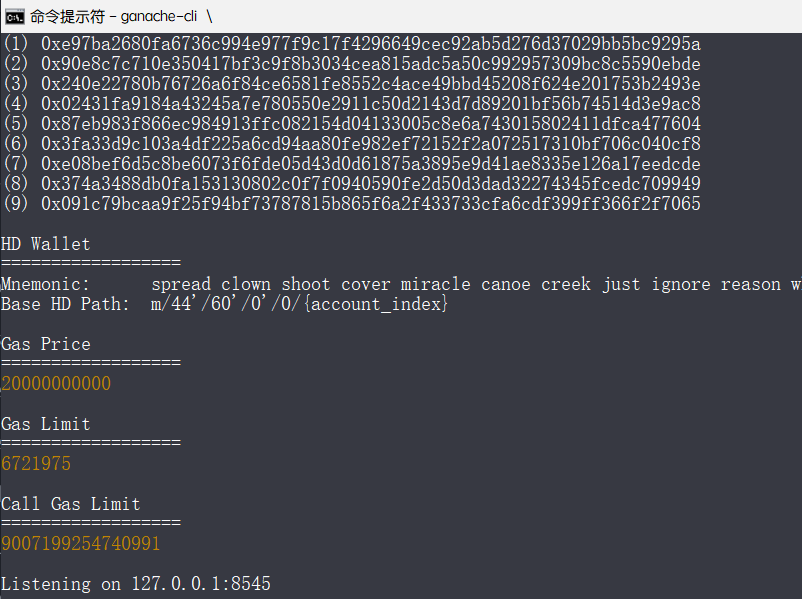 命令提示符 - ganache-cli \
(1) 0xe97ba2680fa6736c994e977f9c17f4296649cec92ab5d276d37029bb5bc9295a
(2) 0x90e8c7c710e350417bf3c9f8b3034cea815adc5a50c992957309bc8c5590ebde
(3) 0x240e22780b76726a6f84ce6581fe8552c4ace49bbd45208f624e201753b2493e
(4) 0x02431fa9184a43245a7e780550e2911c50d2143d7d89201bf56b74514d3e9ac8
(5) 0x87eb983f866ec984913ffc082154d04133005c8e6a743015802411dfca477604
(6) 0x3fa33d9c103a4df225a6cd94aa80fe982ef72152f2a072517310bf706c040cf8
(7) 0xe08bef6d5c8be6073f6fde05d43d0d61875a3895e9d41ae8335e126a17eedcde
(8) 0x374a3488db0fa153130802c0f7f0940590fe2d50d3dad32274345fcedc709949
(9) 0x091c79bcaa9f25f94bf73787815b865f6a2f433733cfa6cdf399ff366f2f7065
HD Wallet
==================
Mnemonic: spread clown shoot cover miracle canoe creek just ignore reason w
Base HD Path: m/44'/60'/0'/0/{account_index}
Gas Price
==================
20000000000
Gas Limit
==================
6721975
Call Gas Limit
==================
9007199254740991
Listening on 127.0.0.1:8545